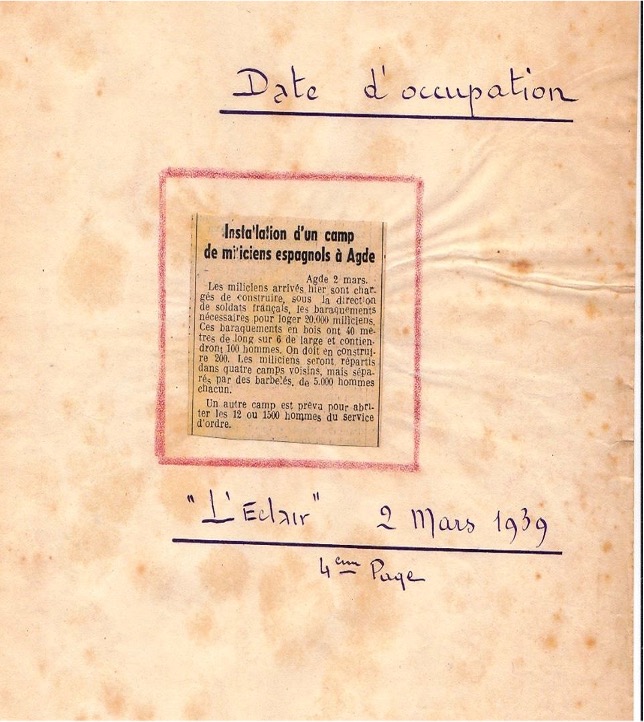 Date d'occupation
Installation d'un camp
de miliciens espagnols à Agde
Agde 2 mars.
Les miliciens arrivés hier sont char-
gés de construire, sous la direction
de soldats français, les baraquements
nécessaires pour loger 20.000 miliciens.
Ces baraquements en bois ont 40 mè-
tres de long sur 6 de large et contien-
dront 100 hommes. On doit en construi-
re 200. Les miliciens seront répartis
dans quatre camps voisins, mais sépa-
rés par des barbelés, de 5.000 hommes
chacun.
Un autre camp est prévu pour abri-
ter les 12 ou 1500 hommes du service
d'ordre.
"L'Eclair" 2 Mars 1939
4em Page